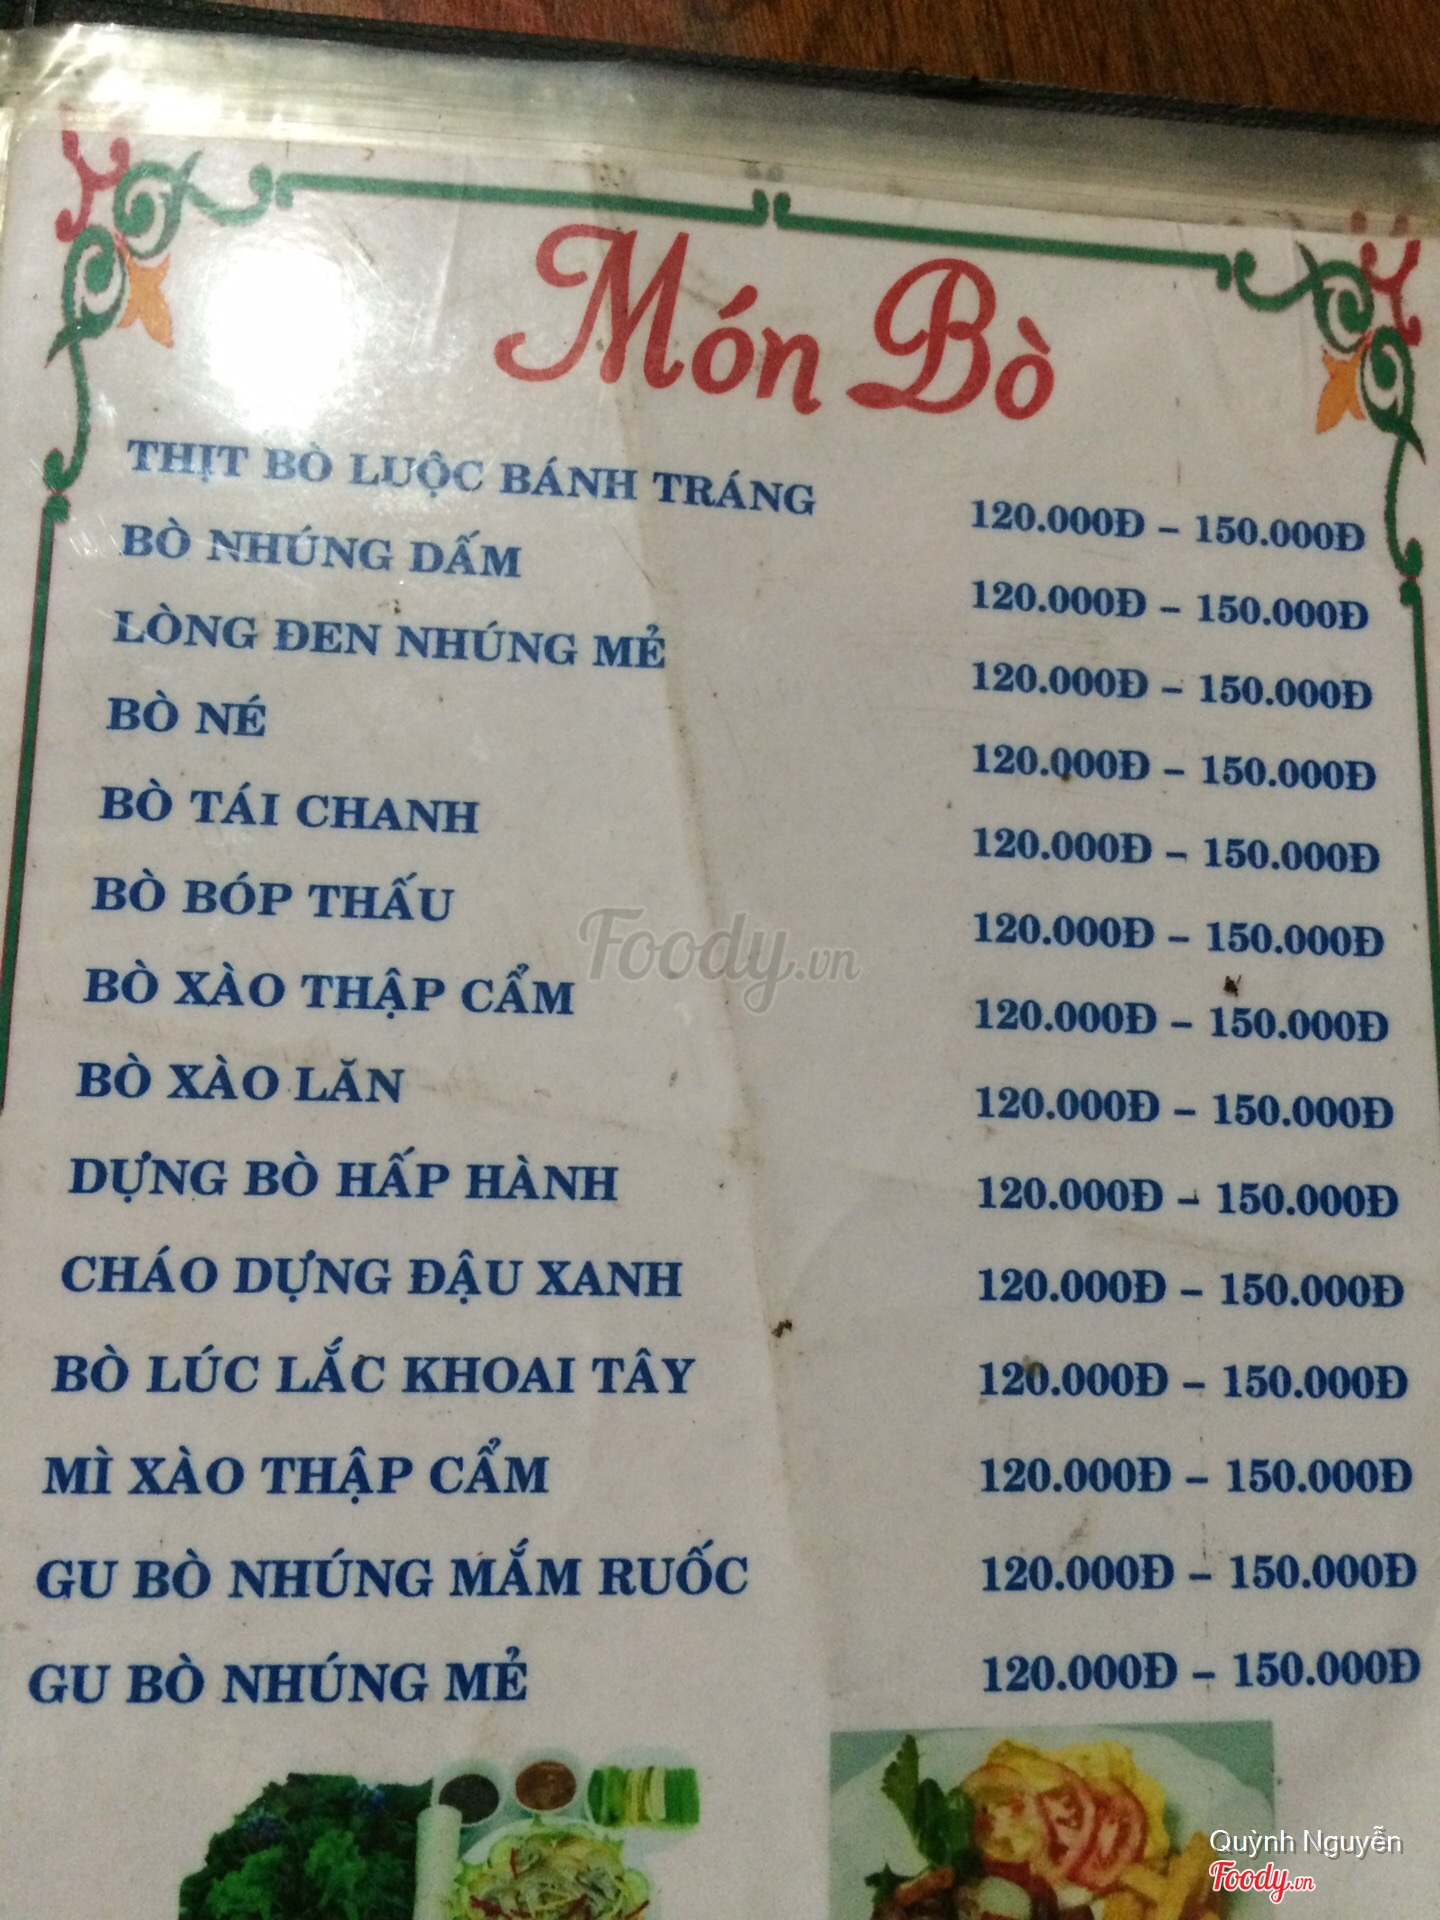 Món Bò
THỊT BÒ LUỘC BÁNH TRÁNG 120.000Đ – 150.000Đ
BÒ NHÚNG DẤM 120.000Đ – 150.000Đ
LÒNG ĐEN NHÚNG MẺ 120.000Đ – 150.000Đ
BÒ NÉ 120.000Đ – 150.000Đ
BÒ TÁI CHANH 120.000Đ – 150.000Đ
BÒ BÓP THẤU 120.000Đ – 150.000Đ
BÒ XÀO THẬP CẨM 120.000Đ – 150.000Đ
BÒ XÀO LĂN 120.000Đ – 150.000Đ
DỰNG BÒ HẤP HÀNH 120.000Đ – 150.000Đ
CHÁO DỰNG ĐẬU XANH 120.000Đ – 150.000Đ
BÒ LÚC LẮC KHOAI TÂY 120.000Đ – 150.000Đ
MÌ XÀO THẬP CẨM 120.000Đ – 150.000Đ
GU BÒ NHÚNG MẮM RUỐC 120.000Đ – 150.000Đ
GU BÒ NHÚNG MẺ 120.000Đ – 150.000Đ
Foody.vn
Quỳnh Nguyễn
Foody.vn